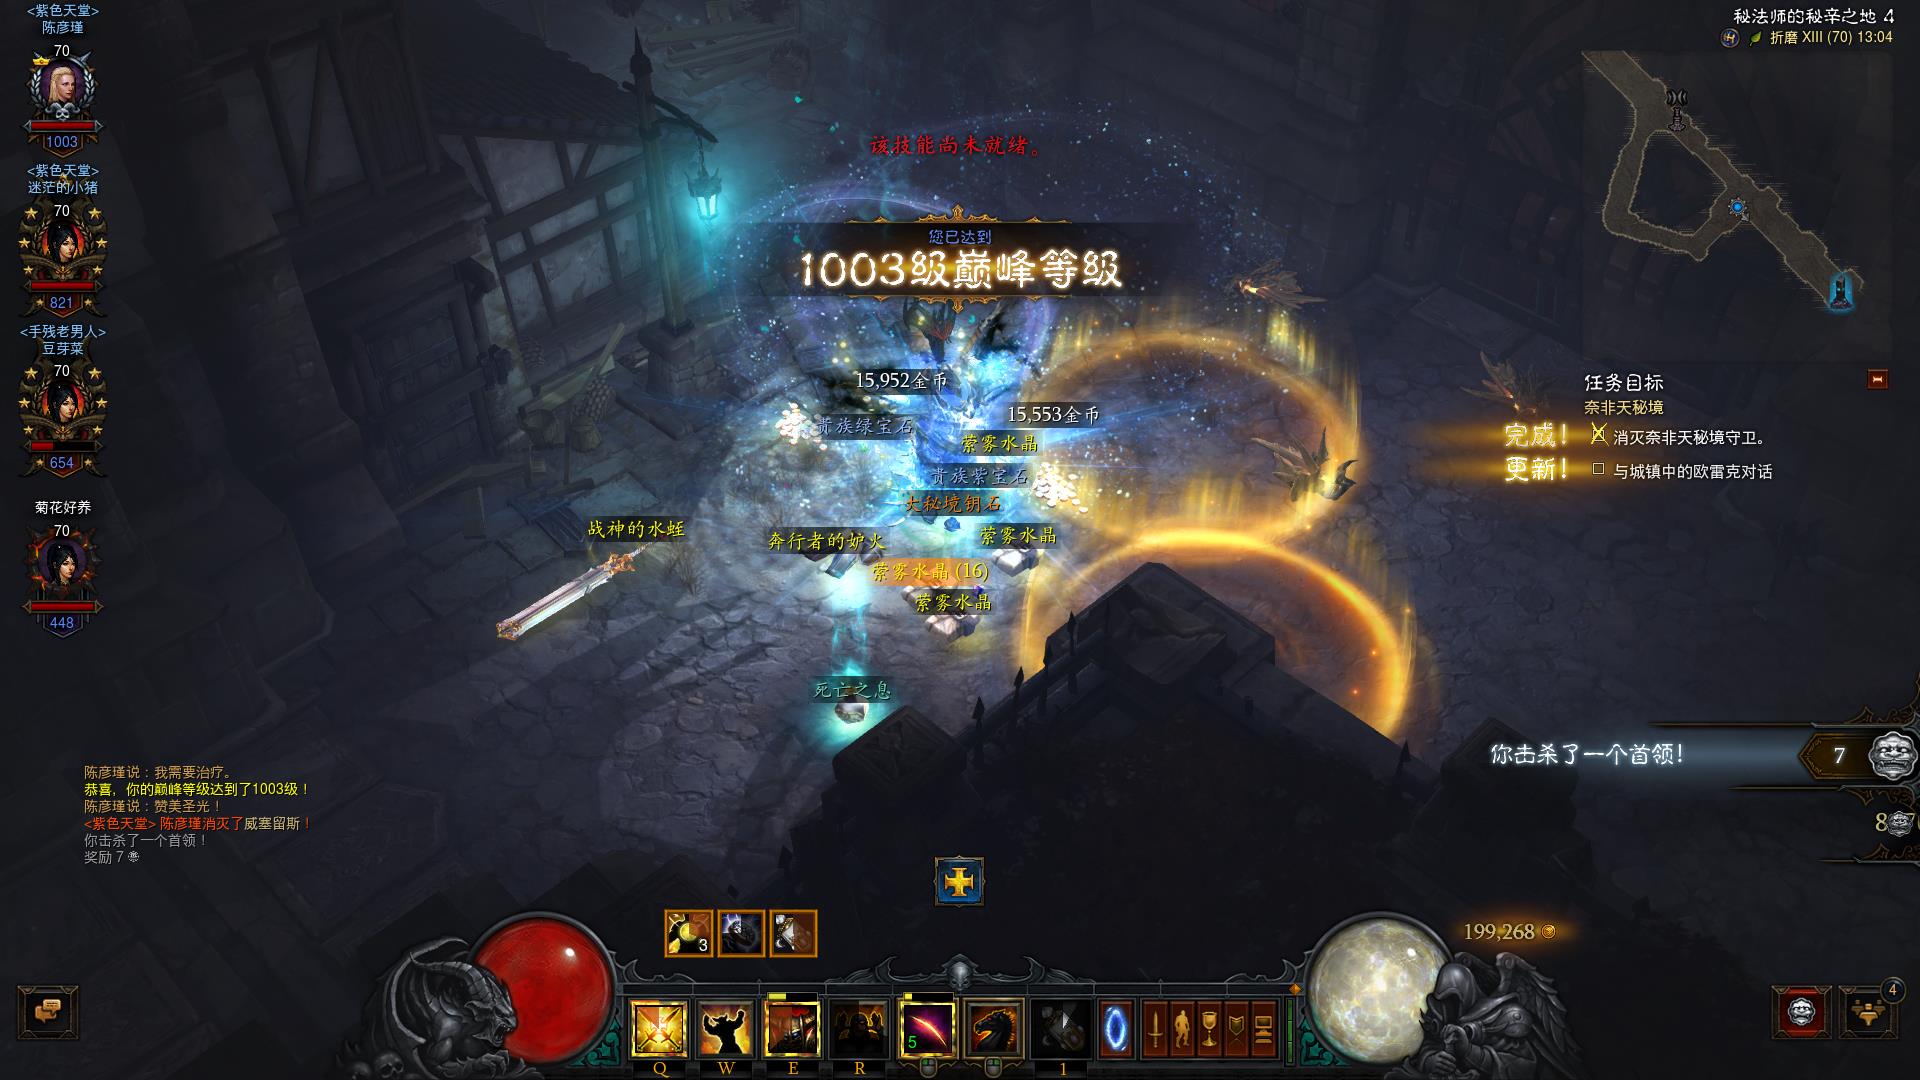 <紫色天堂>
陈彦瑾
70
1003
<紫色天堂>
迷茫的小猪
70
821
<手残老男人>
豆芽菜
70
654
菊花好养
70
448
秘法师的秘辛之地 4
折磨 XIII (70) 13:04
该技能尚未就绪。
您已达到
1003级巅峰等级
15,952金币
15,553金币
贵族绿宝石
萦雾水晶
贵族紫宝石
大秘境钥石
战神的水蛭
奔行者的妒火
萦雾水晶
萦雾水晶 (16)
萦雾水晶
死亡之息
任务目标
奈非天秘境
完成! 消灭奈非天秘境守卫。
更新! 与城镇中的欧雷克对话
你击杀了一个首领!
7
陈彦瑾说：我需要治疗。
恭喜，你的巅峰等级达到了1003级！
陈彦瑾说：赞美圣光！
<紫色天堂> 陈彦瑾消灭了威塞留斯！
你击杀了一个首领！
奖励 7
3
199,268
5
4
Q W E R 1